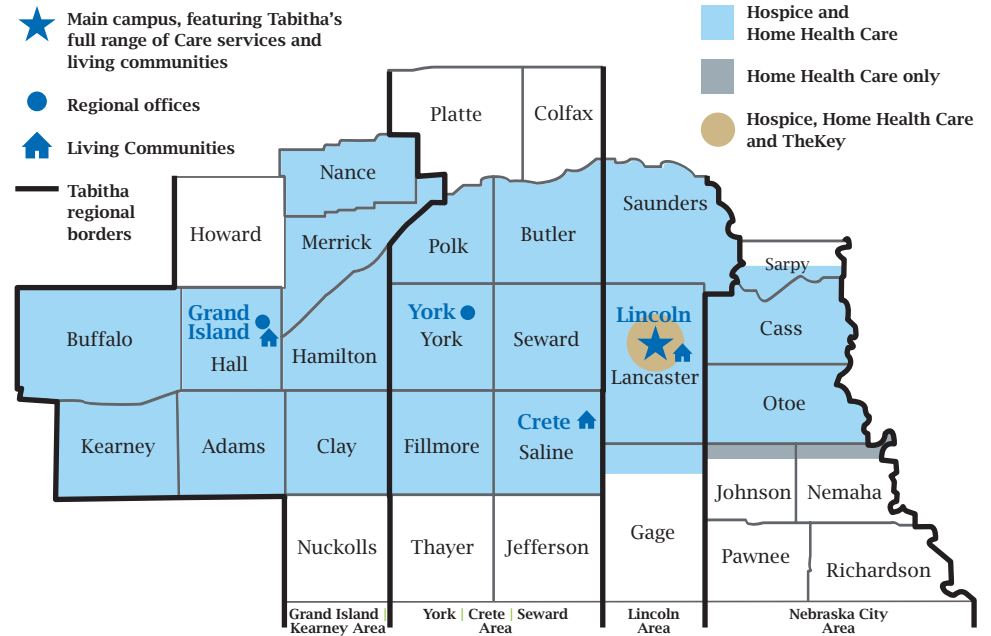 Main campus, featuring Tabitha's
full range of Care services and
living communities
Regional offices
Living Communities
Tabitha
regional
borders
Hospice and
Home Health Care
Home Health Care only
Hospice, Home Health Care
and TheKey
Platte
Colfax
Nance
Saunders
Howard
Merrick
Polk
Butler
Sarpy
Grand
Island
York
Lincoln
Buffalo
Hall
Hamilton
York
Seward
Lancaster
Cass
Otoe
Crete
Kearney
Adams
Clay
Fillmore
Saline
Johnson
Nemaha
Nuckolls
Thayer
Jefferson
Gage
Pawnee
Richardson
Grand Island |
Kearney Area
York | Crete | Seward
Area
Lincoln
Area
Nebraska City
Area